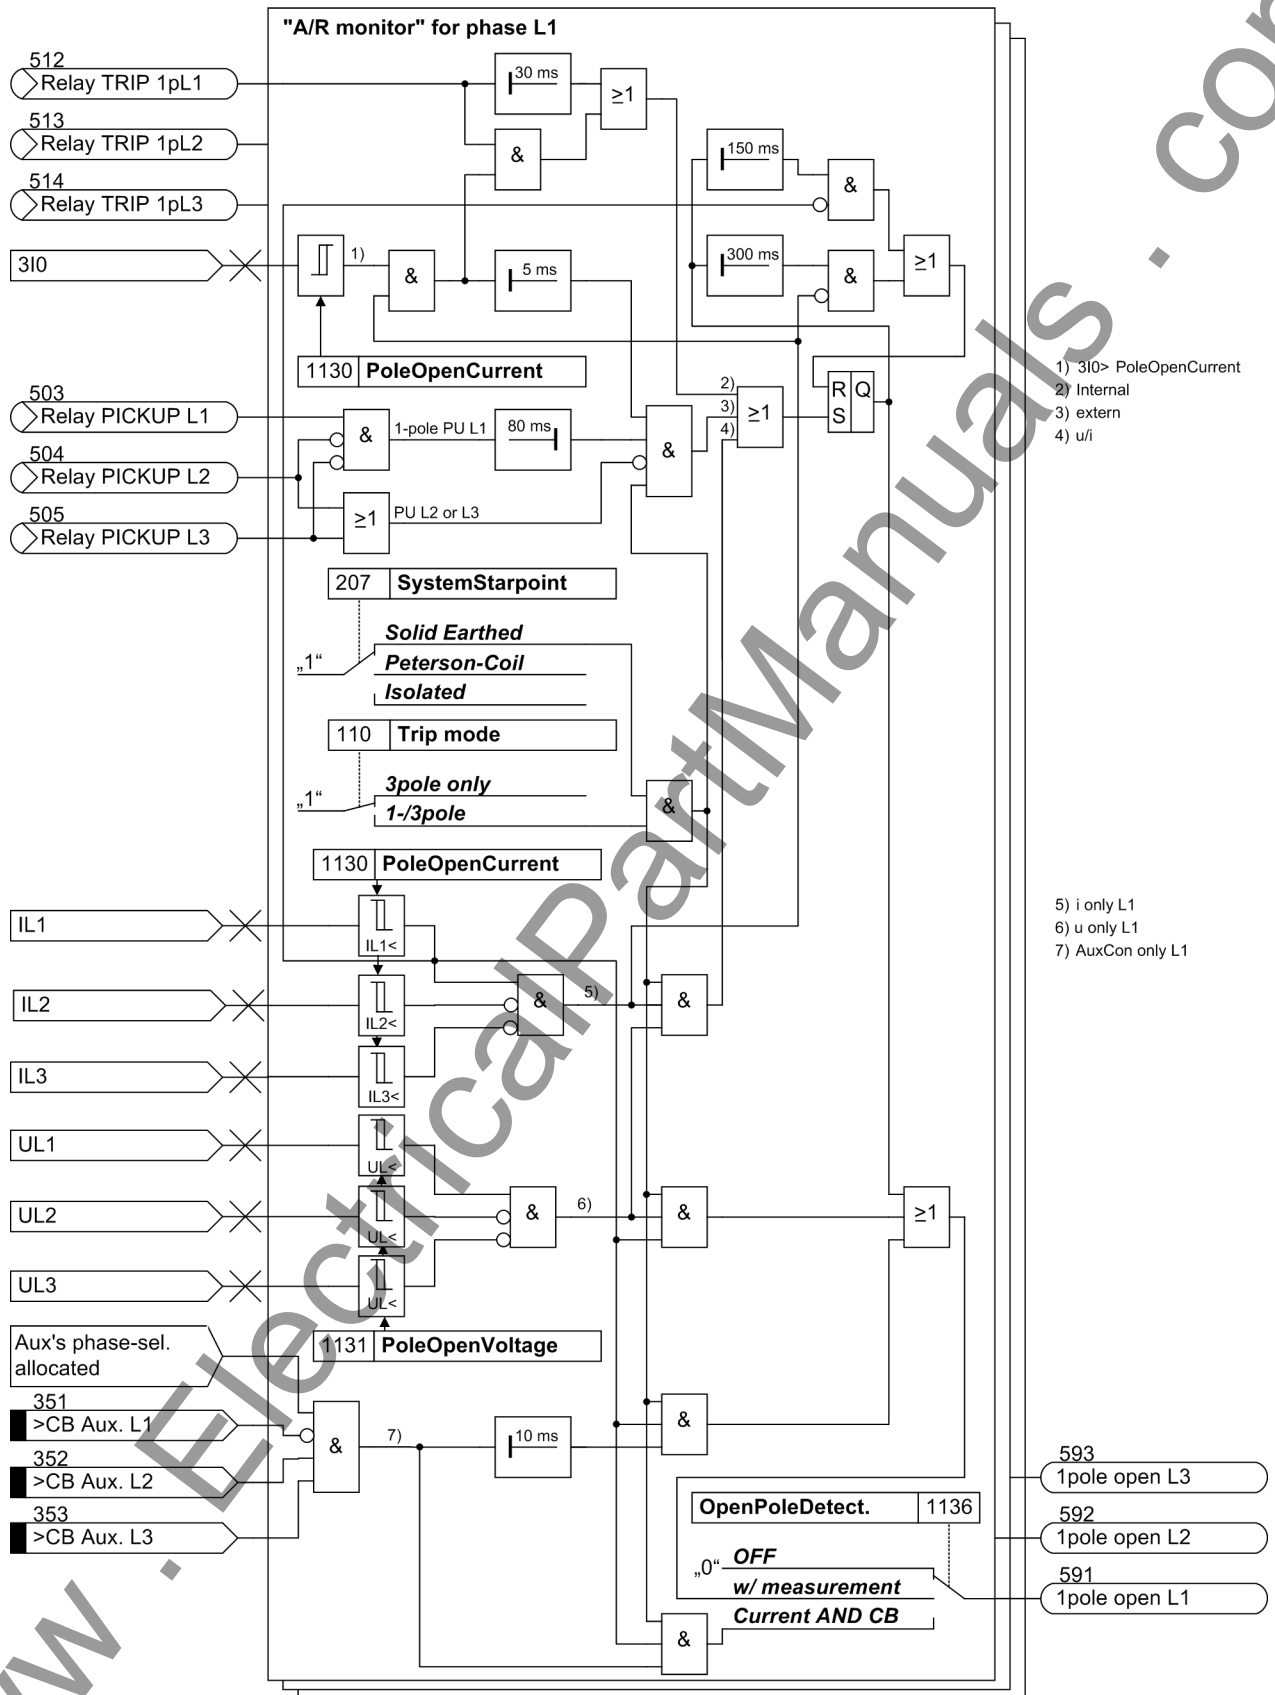 "A/R monitor" for phase L1
512
Relay TRIP 1pL1
30 ms
≥1
513
Relay TRIP 1pL2
&
150 ms
514
Relay TRIP 1pL3
&
3I0
1)
&
5 ms
300 ms
&
≥1
1130 PoleOpenCurrent
1) 3I0> PoleOpenCurrent
2) Internal
3) extern
4) u/i
503
Relay PICKUP L1
&
1-pole PU L1
80 ms
&
2)
3)
4)
≥1
R Q
S
504
Relay PICKUP L2
505
Relay PICKUP L3
≥1
PU L2 or L3
207 SystemStarpoint
Solid Earthed
„1“
Peterson-Coil
Isolated
110 Trip mode
3pole only
„1“
1-/3pole
&
1130 PoleOpenCurrent
IL1
IL1<
5) i only L1
6) u only L1
7) AuxCon only L1
IL2
IL2<
&
5)
&
IL3
IL3<
UL1
UL<
UL2
UL<
&
6)
&
≥1
UL3
UL<
1131 PoleOpenVoltage
Aux's phase-sel.
allocated
351
>CB Aux. L1
&
7)
10 ms
&
352
>CB Aux. L2
353
>CB Aux. L3
593
1pole open L3
OpenPoleDetect. 1136
592
1pole open L2
„0“
OFF
w/ measurement
591
1pole open L1
Current AND CB
&
www . ElectricalPartManuals . com